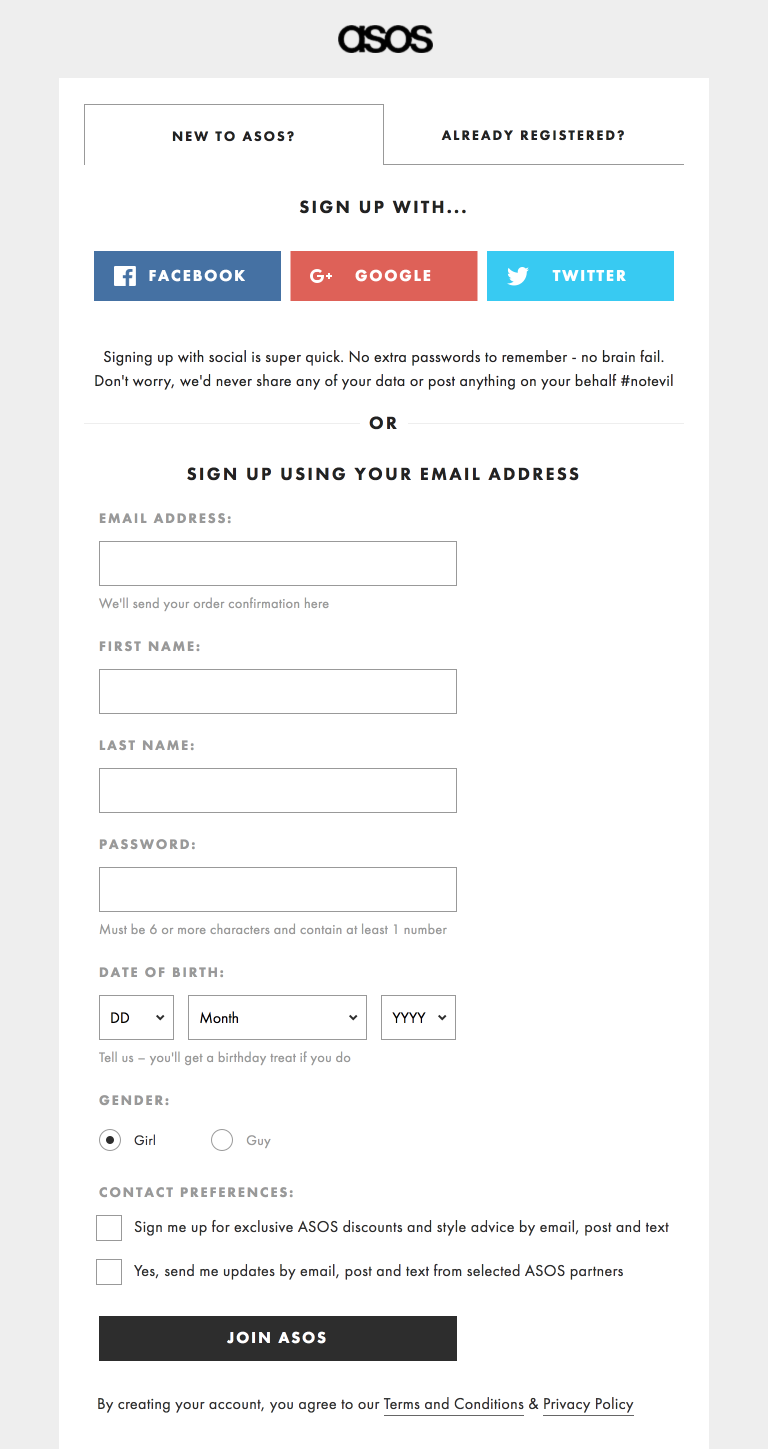 asos
NEW TO ASOS? ALREADY REGISTERED?
SIGN UP WITH...
FACEBOOK G+ GOOGLE TWITTER
Signing up with social is super quick. No extra passwords to remember - no brain fail.
Don't worry, we'd never share any of your data or post anything on your behalf #notevil
OR
SIGN UP USING YOUR EMAIL ADDRESS
EMAIL ADDRESS:
We'll send your order confirmation here
FIRST NAME:
LAST NAME:
PASSWORD:
Must be 6 or more characters and contain at least 1 number
DATE OF BIRTH:
DD Month YYYY
Tell us – you'll get a birthday treat if you do
GENDER:
Girl Guy
CONTACT PREFERENCES:
Sign me up for exclusive ASOS discounts and style advice by email, post and text
Yes, send me updates by email, post and text from selected ASOS partners
JOIN ASOS
By creating your account, you agree to our Terms and Conditions & Privacy Policy